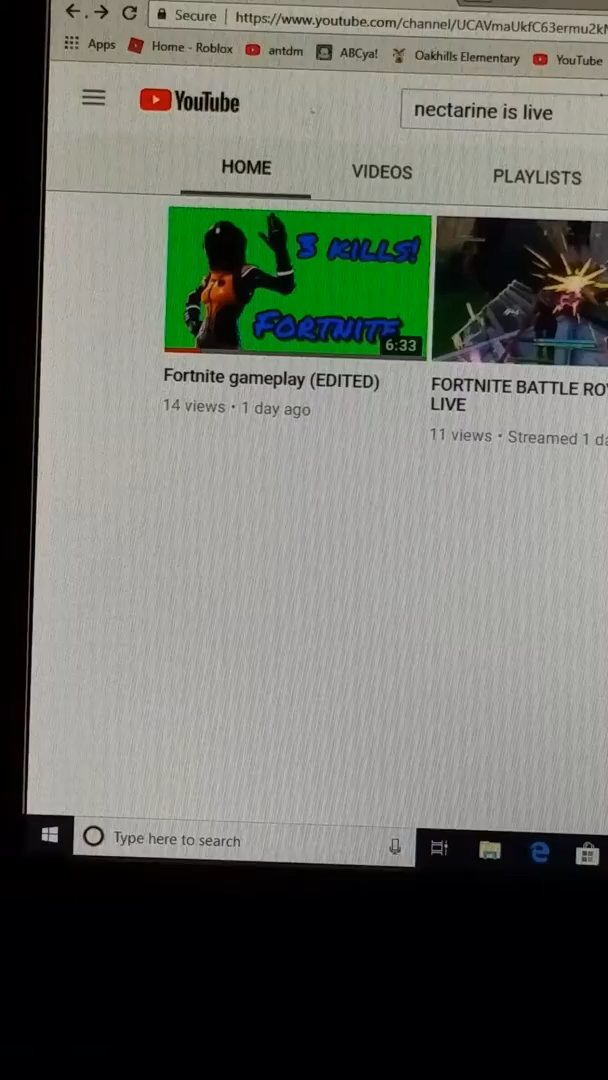 Secure | https://www.youtube.com/channel/UCAVmaUkfC63ermu2k
Apps Home - Roblox antdm ABCya! Oakhills Elementary YouTube
YouTube nectarine is live
HOME VIDEOS PLAYLISTS
3 KILLS!
FORTNITE
6:33
Fortnite gameplay (EDITED)
14 views • 1 day ago
FORTNITE BATTLE RO
LIVE
11 views • Streamed 1 da
Type here to search